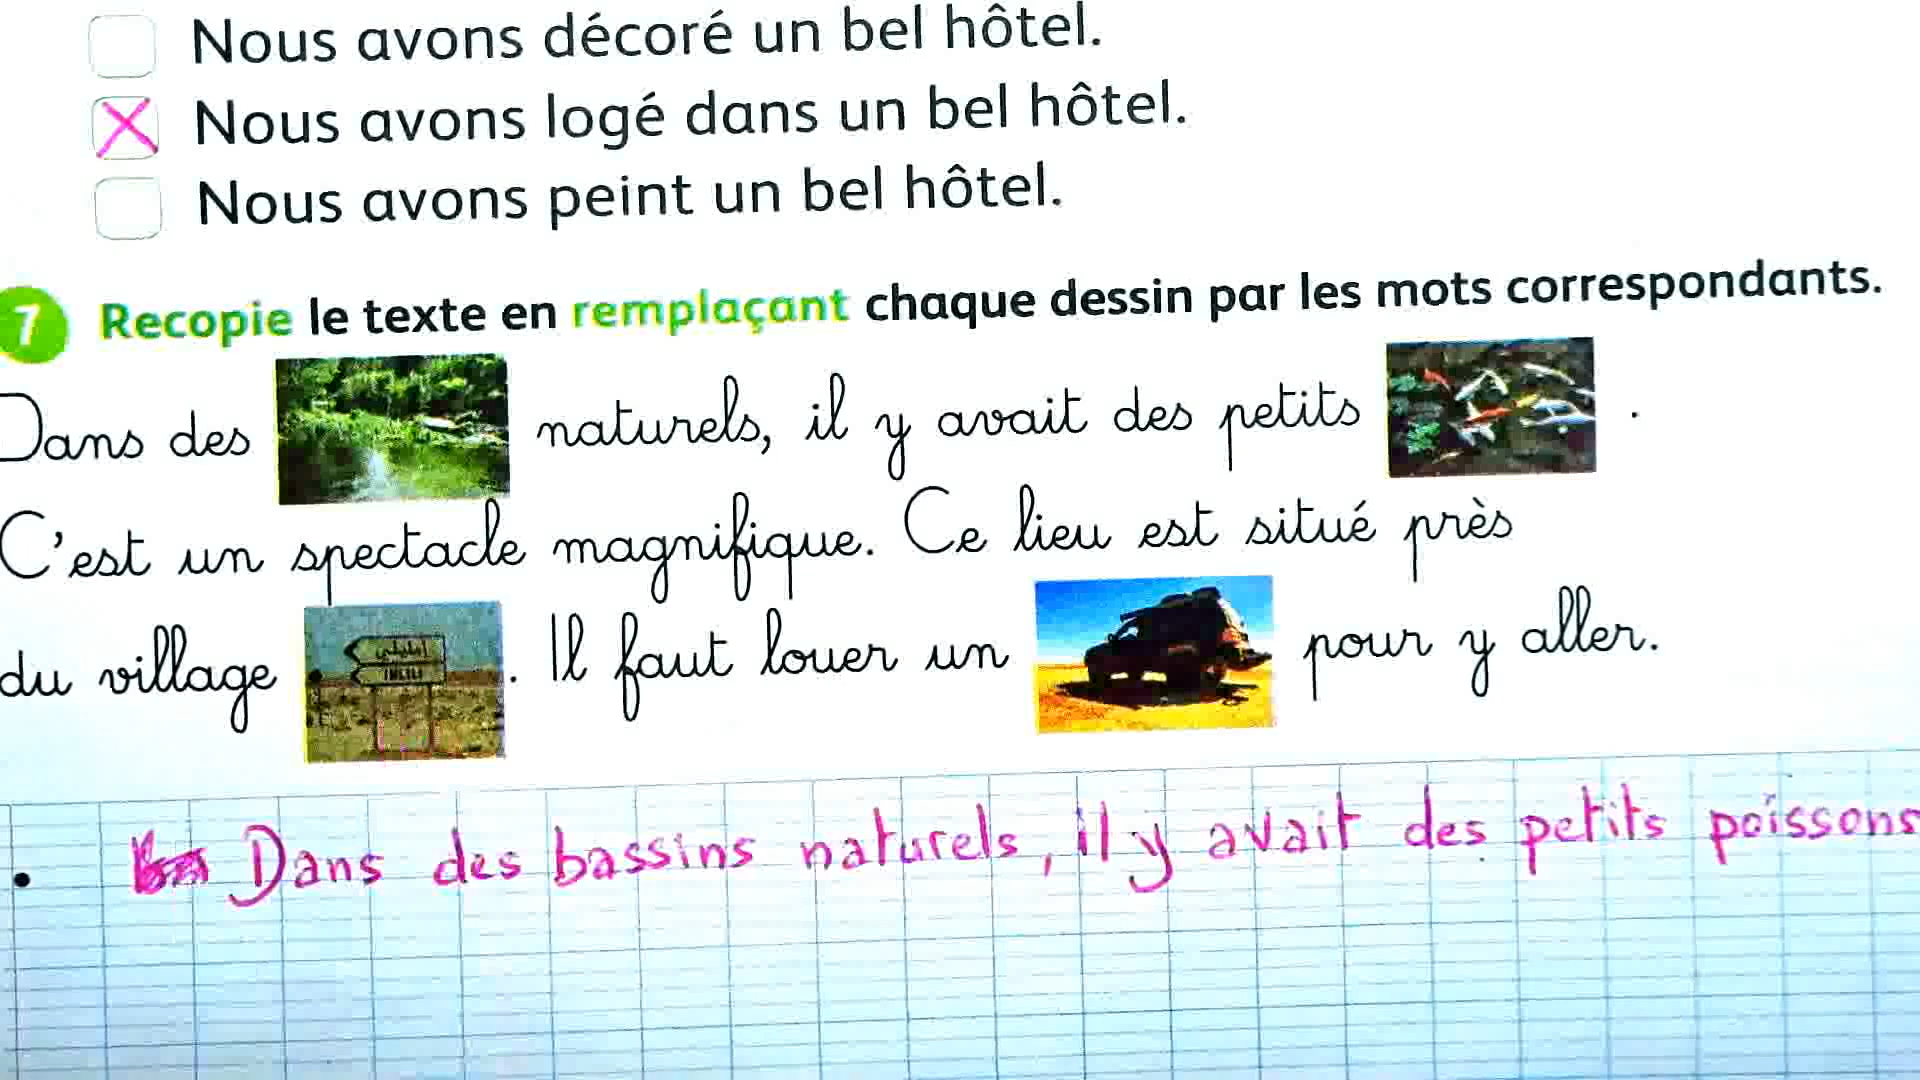 Nous avons décoré un bel hôtel.
Nous avons logé dans un bel hôtel.
Nous avons peint un bel hôtel.
7 Recopie le texte en remplaçant chaque dessin par les mots correspondants.
Dans des naturels, il y avait des petits .
C'est un spectacle magnifique. Ce lieu est situé près
du village . Il faut louer un pour y aller.
امليلي
IMLILI
Dans des bassins naturels, il y avait des petits poissons